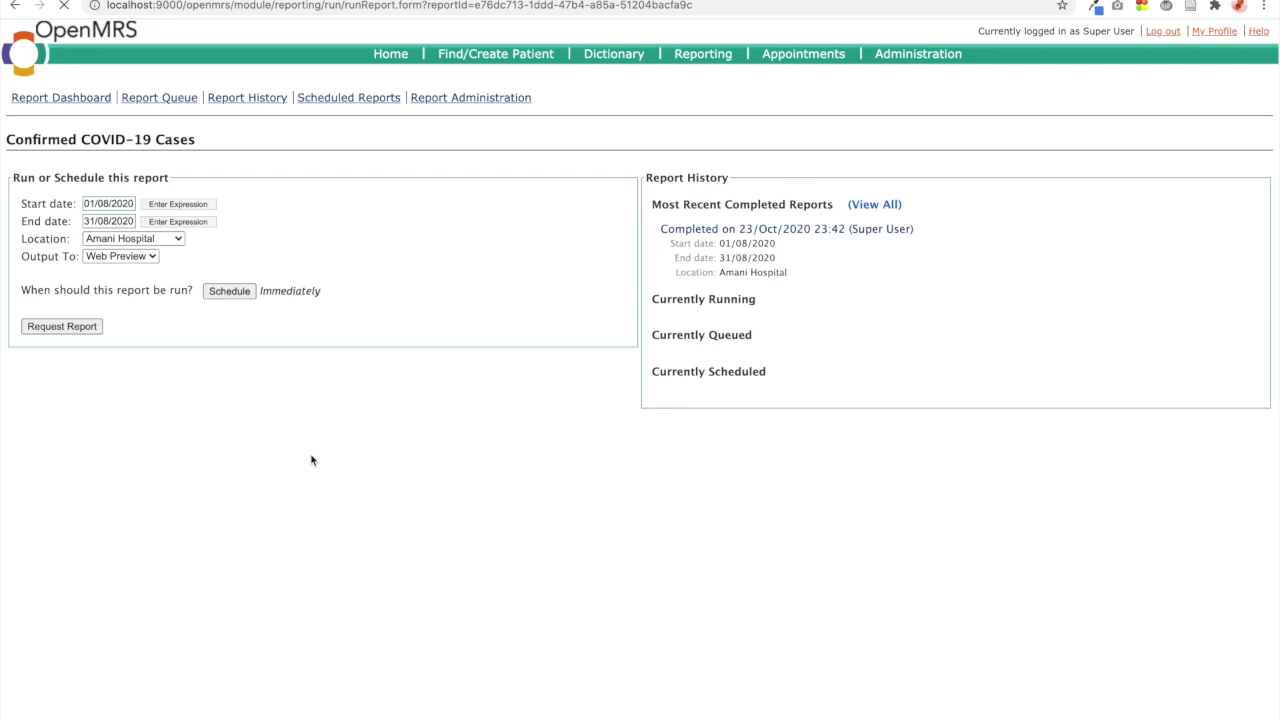 localhost:9000/openmrs/module/reporting/run/runReport.form?reportId=e76dc713-1ddd-47b4-a85a-51204bacfa9c
OpenMRS
Currently logged in as Super User | Log out | My Profile | Help
Home | Find/Create Patient | Dictionary | Reporting | Appointments | Administration
Report Dashboard | Report Queue | Report History | Scheduled Reports | Report Administration
Confirmed COVID-19 Cases
Run or Schedule this report
Start date: 01/08/2020 Enter Expression
End date: 31/08/2020 Enter Expression
Location: Amani Hospital
Output To: Web Preview
When should this report be run? Schedule Immediately
Request Report
Report History
Most Recent Completed Reports (View All)
Completed on 23/Oct/2020 23:42 (Super User)
Start date: 01/08/2020
End date: 31/08/2020
Location: Amani Hospital
Currently Running
Currently Queued
Currently Scheduled